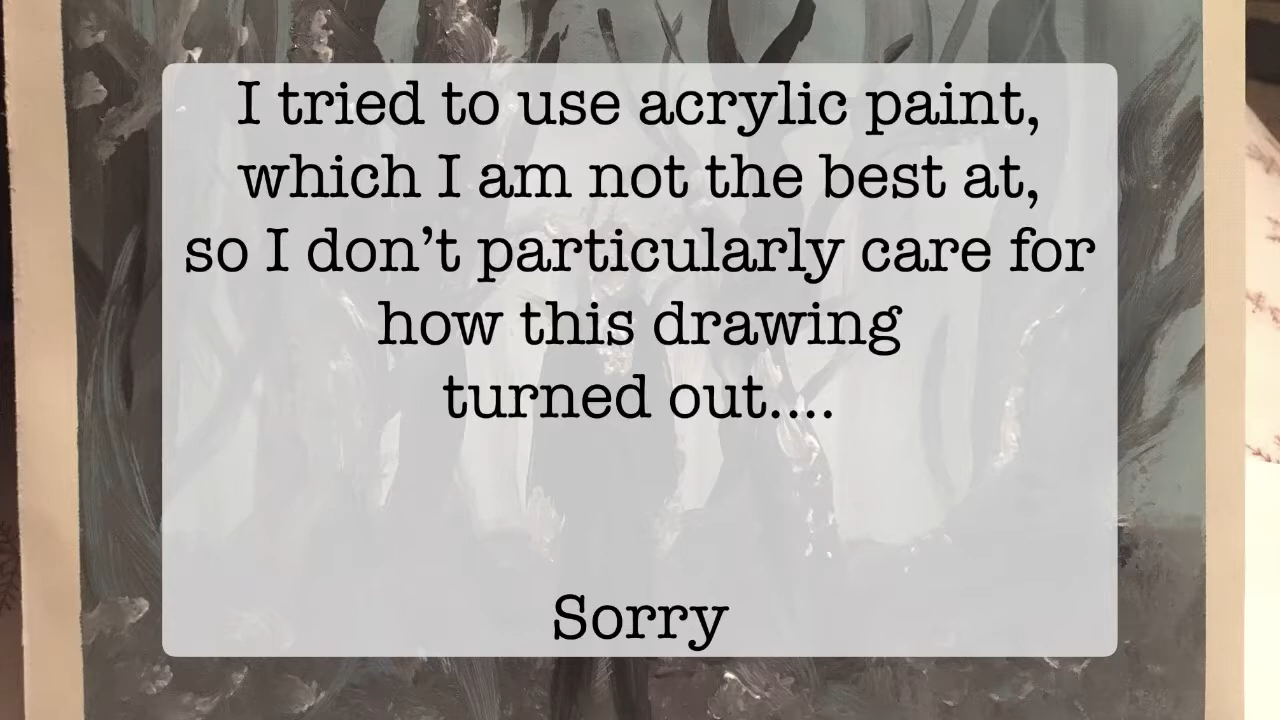 I tried to use acrylic paint,
which I am not the best at,
so I don’t particularly care for
how this drawing
turned out....
Sorry